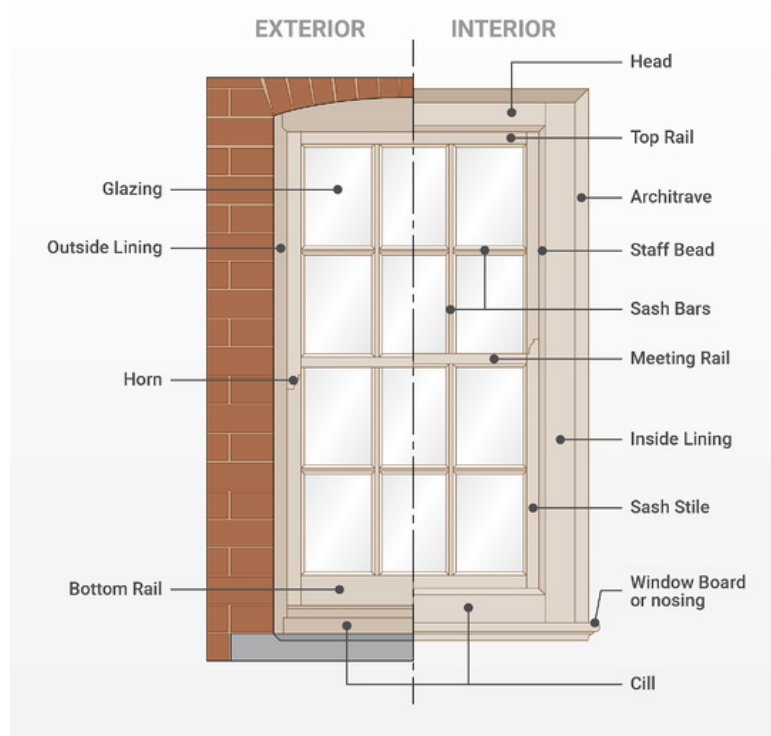 EXTERIOR
INTERIOR
Head
Top Rail
Glazing
Architrave
Outside Lining
Staff Bead
Sash Bars
Meeting Rail
Horn
Inside Lining
Sash Stile
Bottom Rail
Window Board
or nosing
Cill